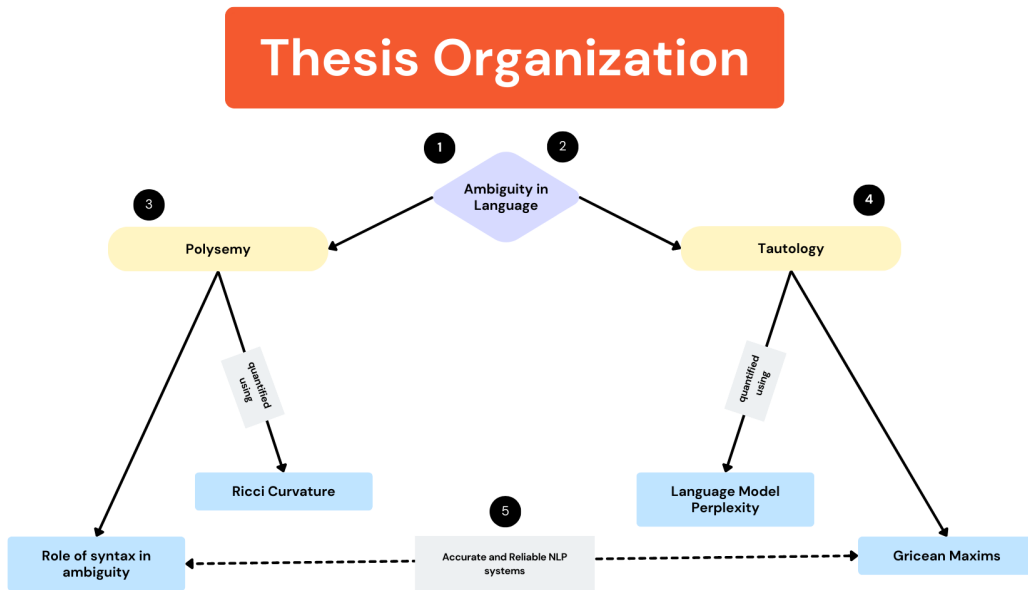 Thesis Organization
1
2
Ambiguity in
Language
3
4
Polysemy
Tautology
quantified
using
quantified
using
Ricci Curvature
Language Model
Perplexity
5
Role of syntax in
ambiguity
Accurate and Reliable NLP
systems
Gricean Maxims